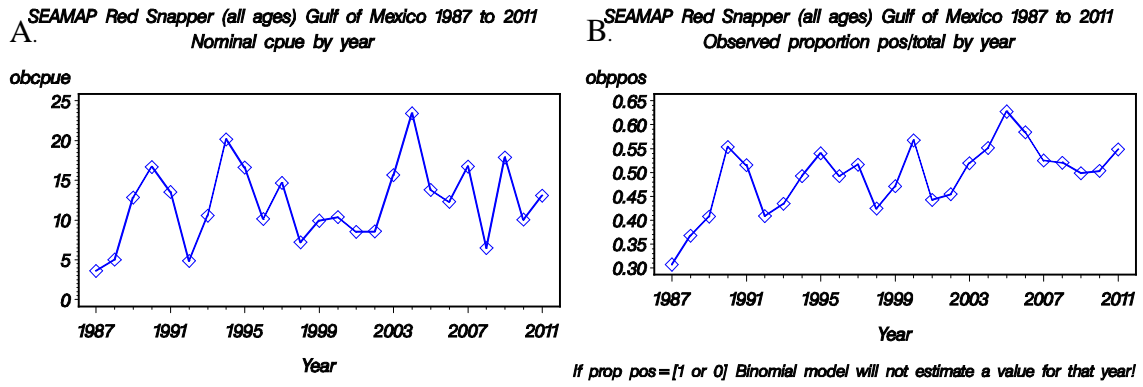 A.
SEAMAP Red Snapper (all ages) Gulf of Mexico 1987 to 2011
Nominal cpue by year
obcpue
25
20
15
10
5
0
1987 1991 1995 1999 2003 2007 2011
Year
B.
SEAMAP Red Snapper (all ages) Gulf of Mexico 1987 to 2011
Observed proportion pos/total by year
obppos
0.65
0.60
0.55
0.50
0.45
0.40
0.35
0.30
1987 1991 1995 1999 2003 2007 2011
Year
If prop pos=[1 or 0] Binomial model will not estimate a value for that year!